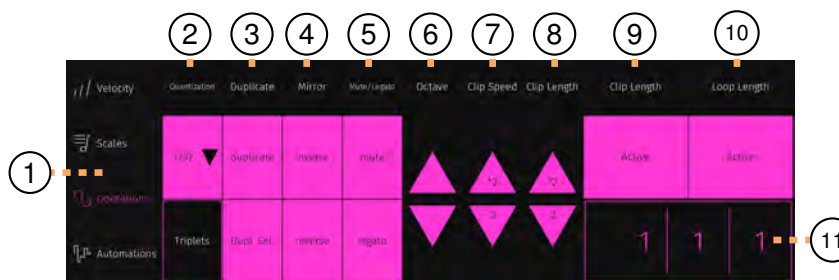 2 3 4 5 6 7 8 9 10
Velocity Quantization Duplicate Mirror Mute/Legato Octave Clip Speed Clip Length Clip Length Loop Length
Scales
duplicate inverse mute *2 *2 Active Active
1
Operations
Triplets Dupl. Sel. reverse legato 1 1 1 11
Automations